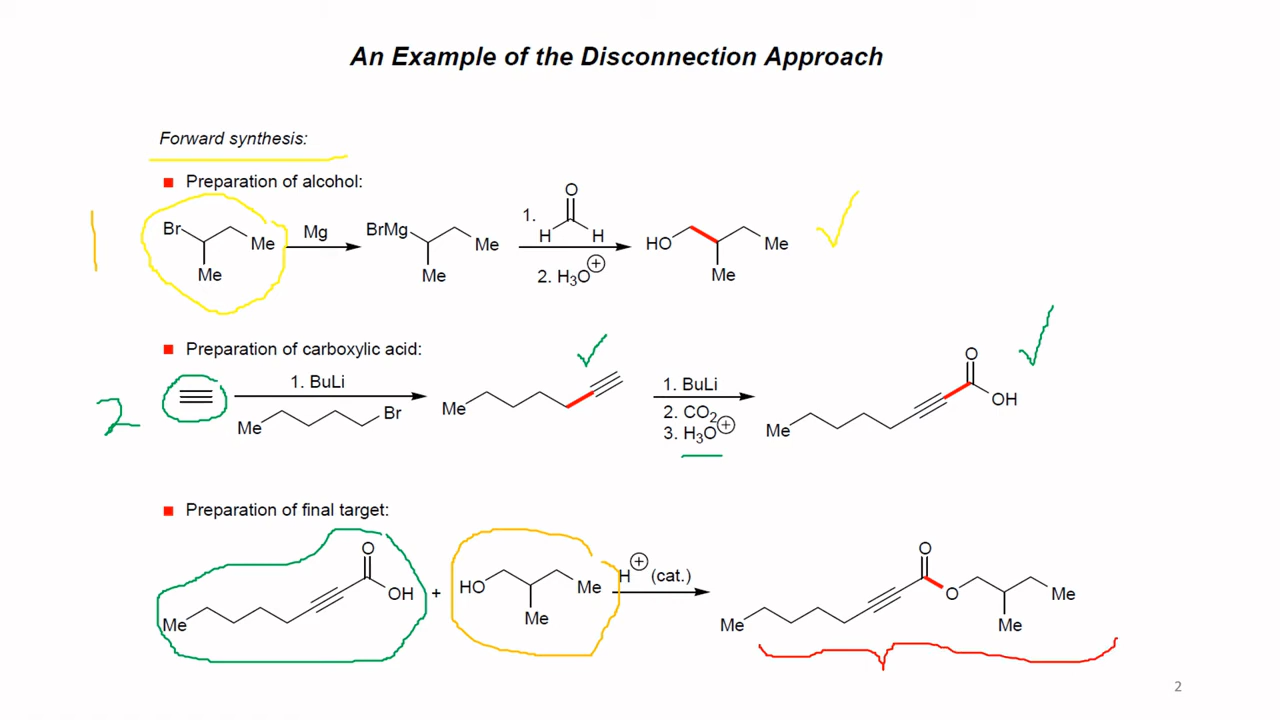 An Example of the Disconnection Approach
Forward synthesis:
Preparation of alcohol:
1
Br
Me
Me
Mg
BrMg
Me
Me
1.
O
H
H
2. H3O+
HO
Me
Me
Preparation of carboxylic acid:
2
1. BuLi
Me
Br
Me
1. BuLi
2. CO2
3. H3O+
Me
O
OH
Preparation of final target:
Me
O
OH
+
HO
Me
Me
H+ (cat.)
Me
O
O
Me
Me
2